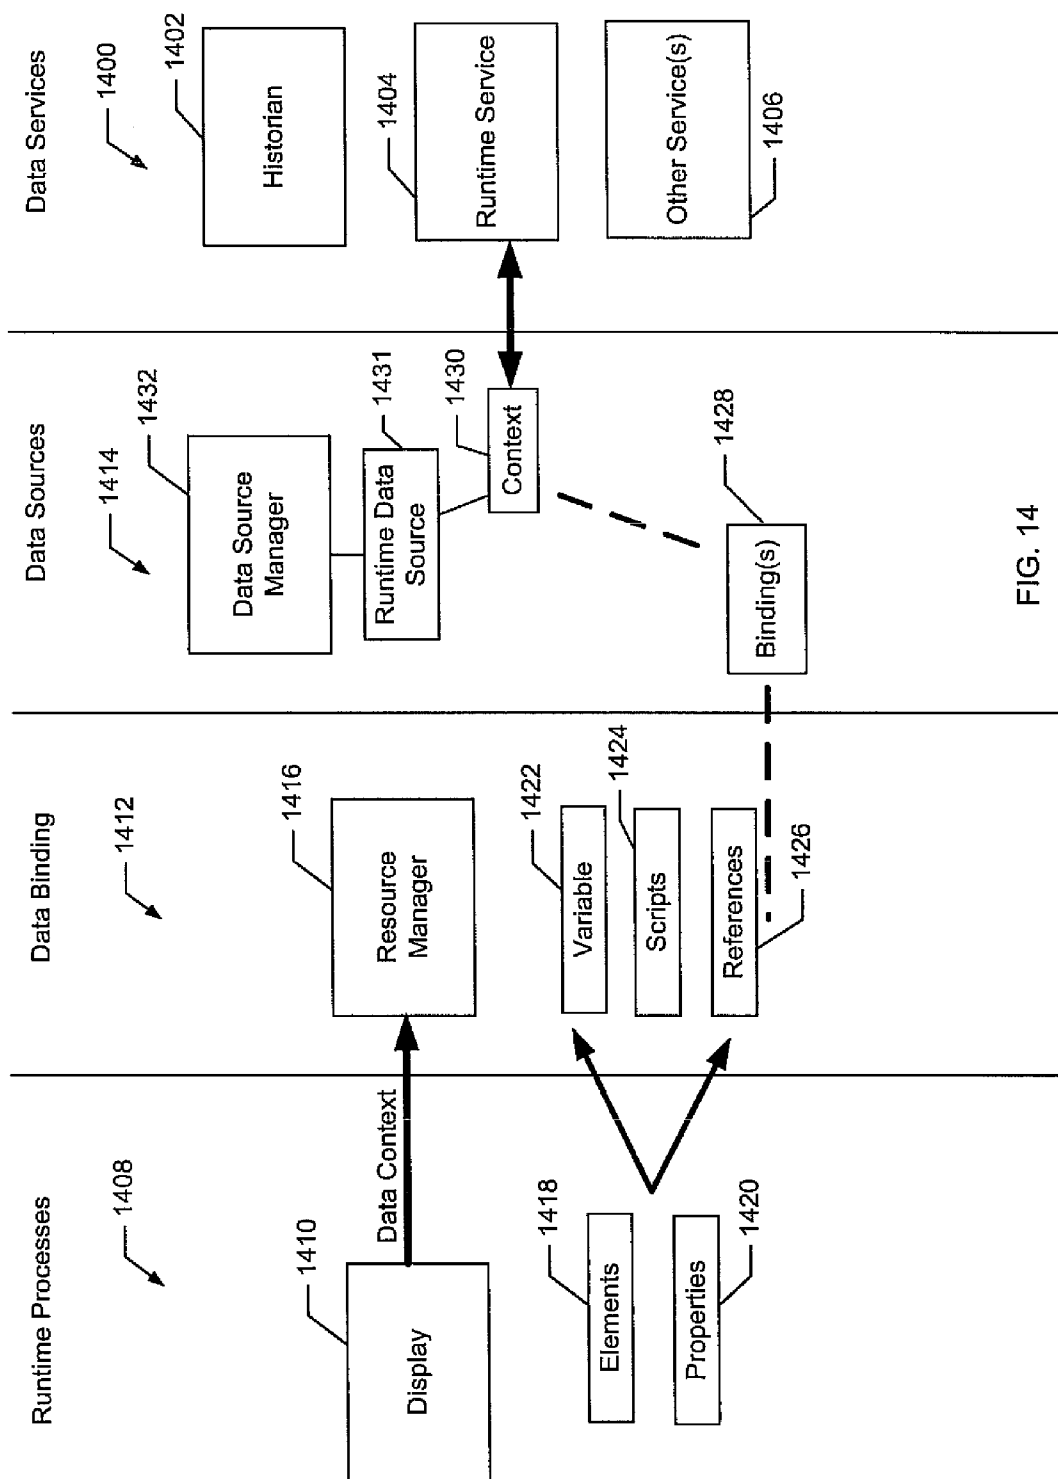 Runtime Processes
Data Binding
Data Sources
Data Services
1408
1412
1414
1400
1410
Display
Data Context
1416
Resource
Manager
1432
Data Source
Manager
1402
Historian
1431
Runtime Data
Source
1404
Runtime Service
1430
Context
1418
Elements
1422
Variable
1424
Scripts
Other Service(s)
1406
Properties
1420
References
1426
Binding(s)
1428
FIG. 14